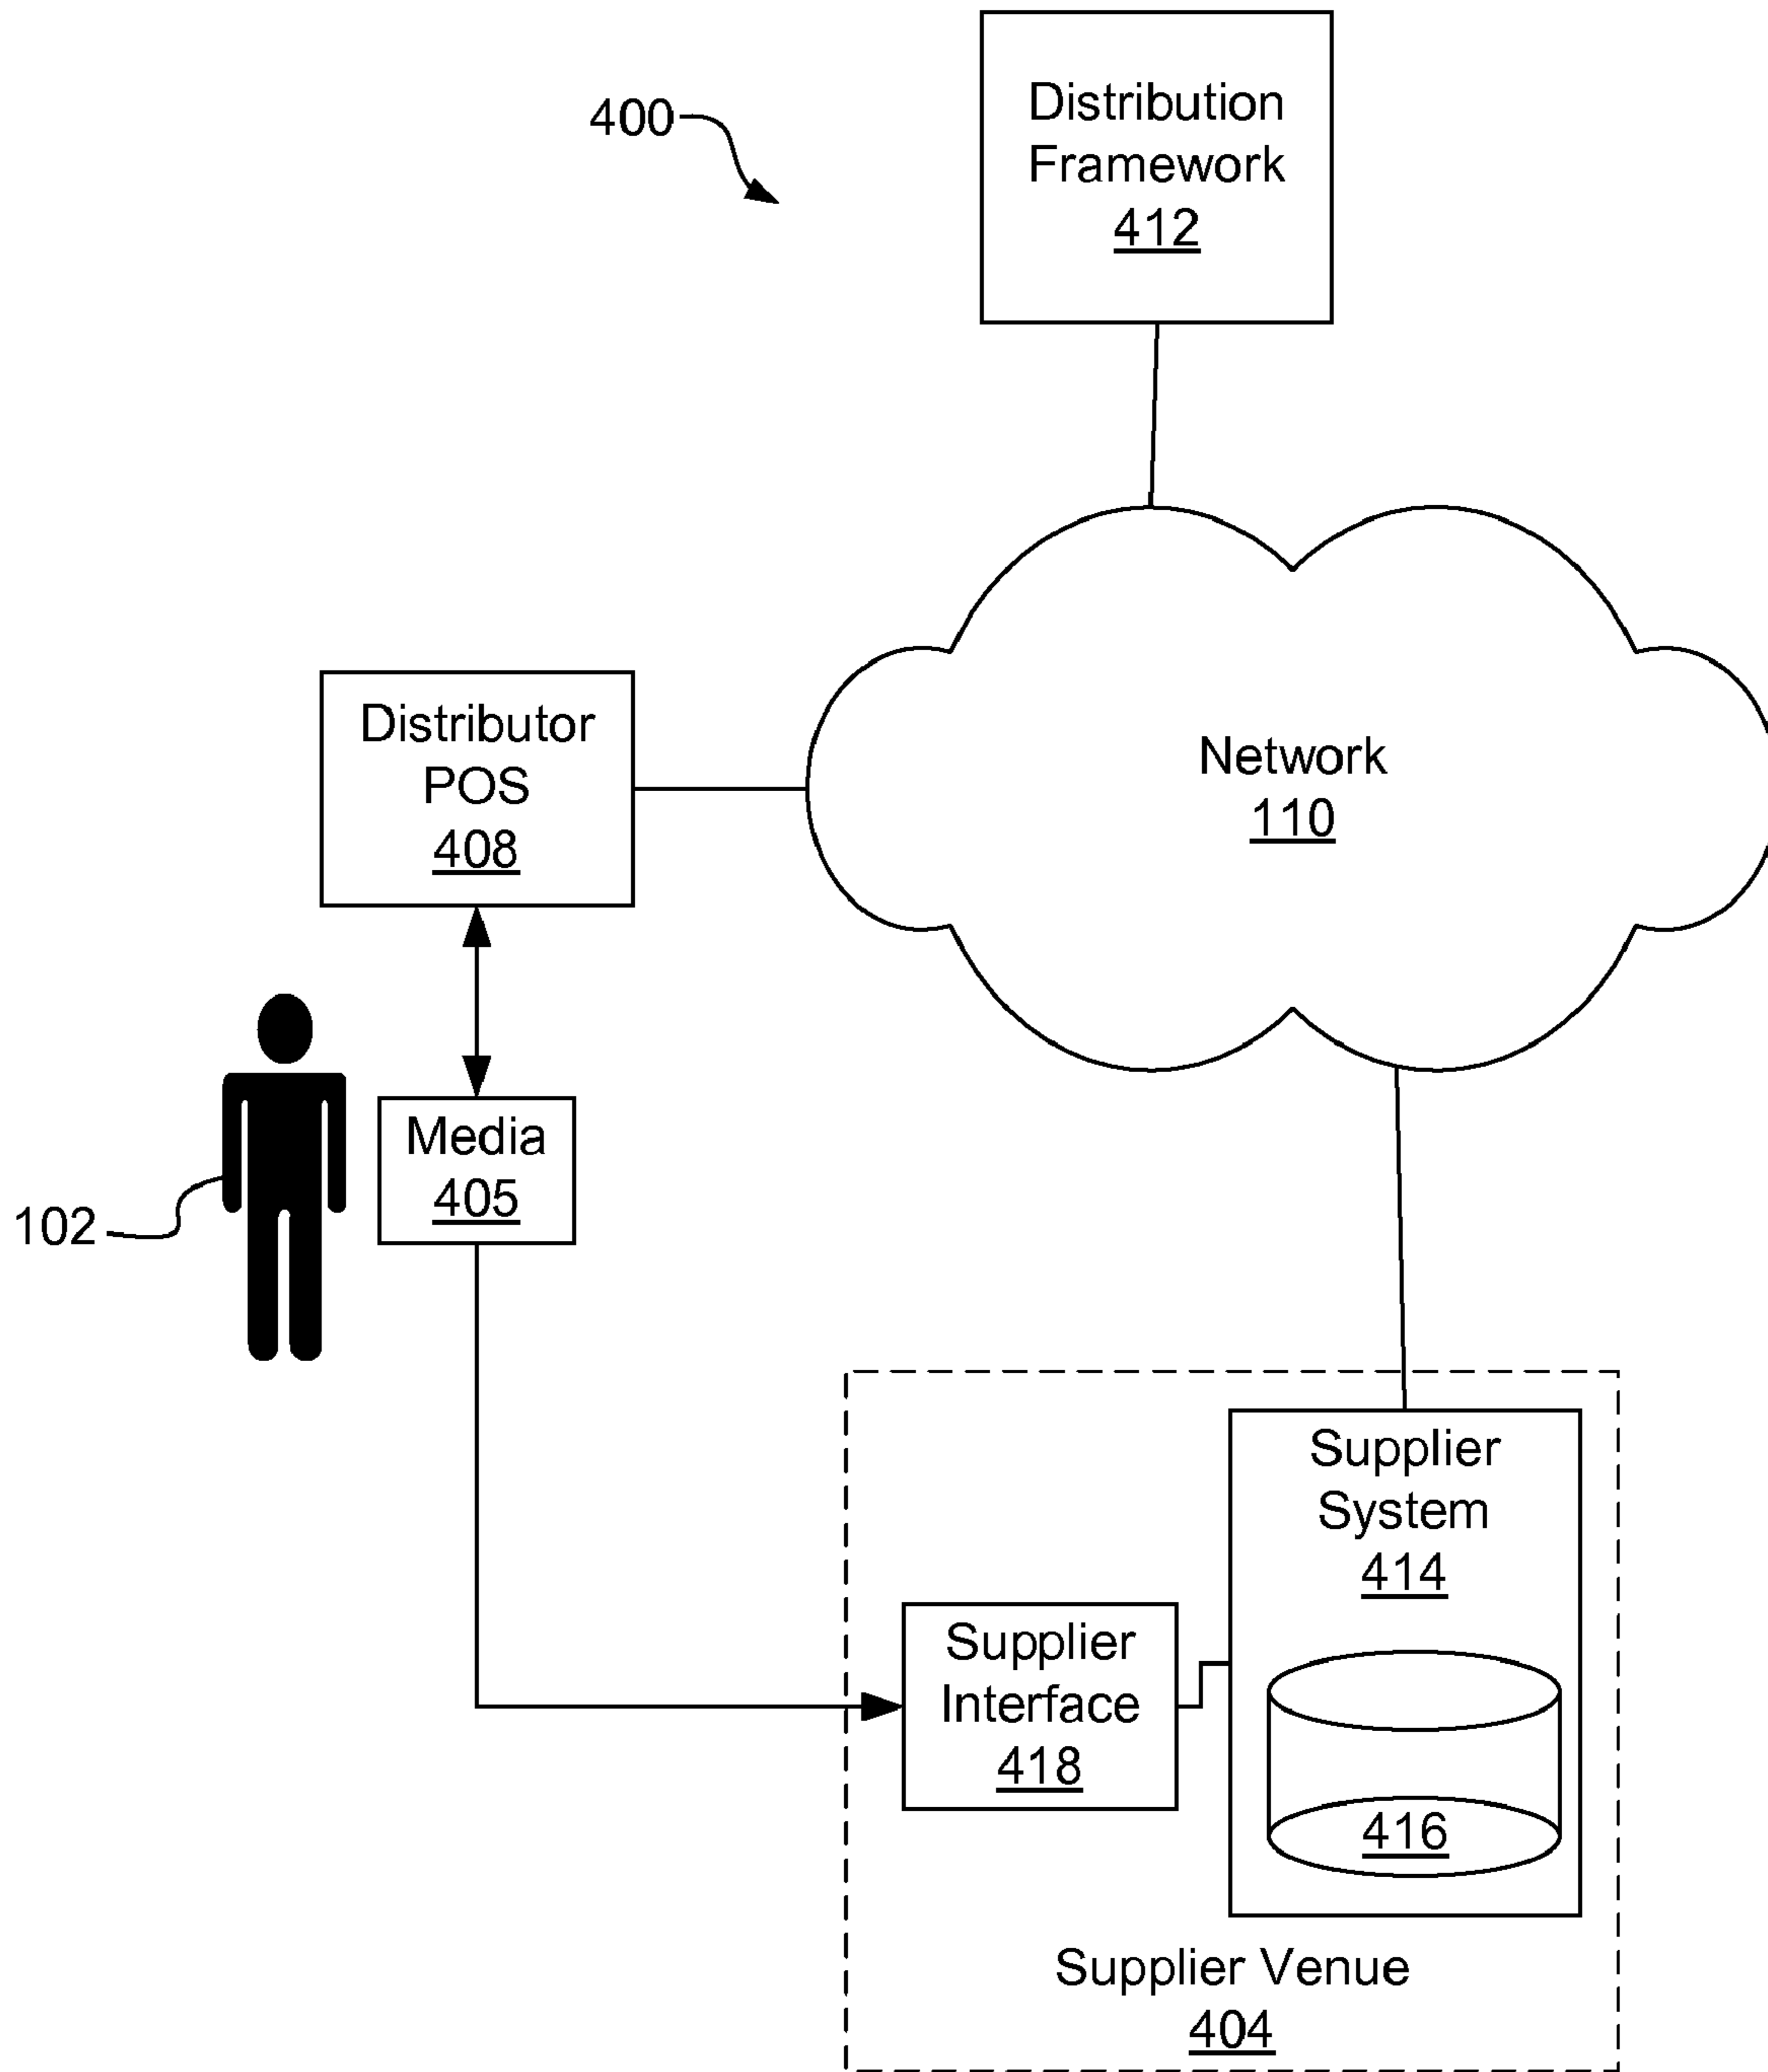 400
Distribution
Framework
412
Distributor
POS
408
Network
110
Media
405
102
Supplier
System
414
Supplier
Interface
418
416
Supplier Venue
404